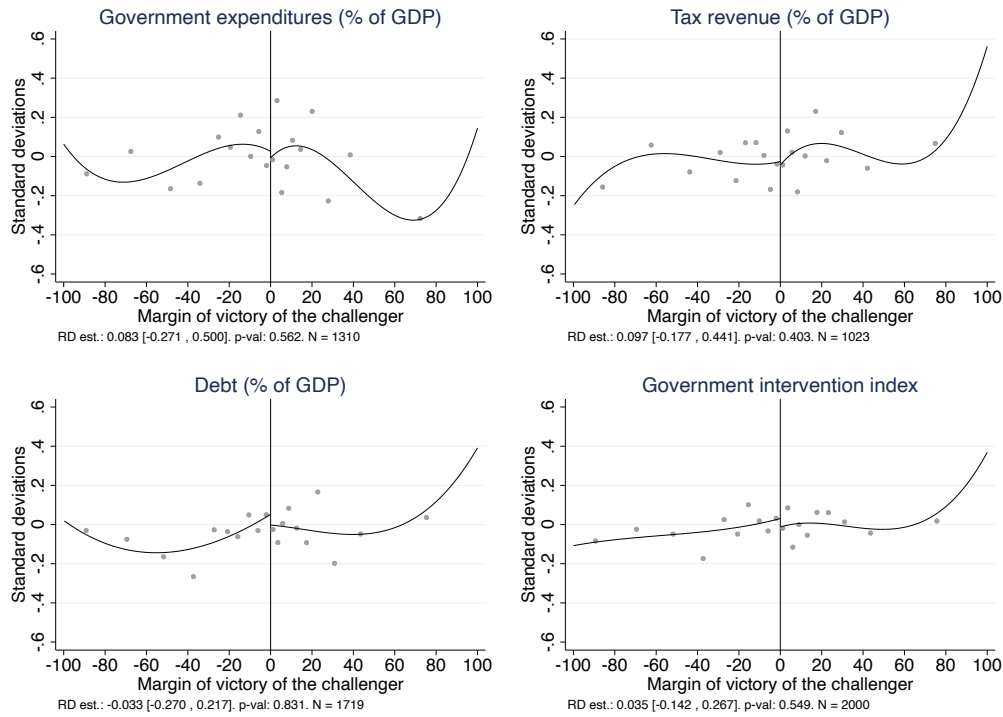 Government expenditures (% of GDP)
Standard deviations
.6
.4
.2
0
-.2
-.4
-.6
-100 -80 -60 -40 -20 0 20 40 60 80 100
Margin of victory of the challenger
RD est.: 0.083 [-0.271 , 0.500]. p-val: 0.562. N = 1310
Tax revenue (% of GDP)
Standard deviations
.6
.4
.2
0
-.2
-.4
-.6
-100 -80 -60 -40 -20 0 20 40 60 80 100
Margin of victory of the challenger
RD est.: 0.097 [-0.177 , 0.441]. p-val: 0.403. N = 1023
Debt (% of GDP)
Standard deviations
.6
.4
.2
0
-.2
-.4
-.6
-100 -80 -60 -40 -20 0 20 40 60 80 100
Margin of victory of the challenger
RD est.: -0.033 [-0.270 , 0.217]. p-val: 0.831. N = 1719
Government intervention index
Standard deviations
.6
.4
.2
0
-.2
-.4
-.6
-100 -80 -60 -40 -20 0 20 40 60 80 100
Margin of victory of the challenger
RD est.: 0.035 [-0.142 , 0.267]. p-val: 0.549. N = 2000